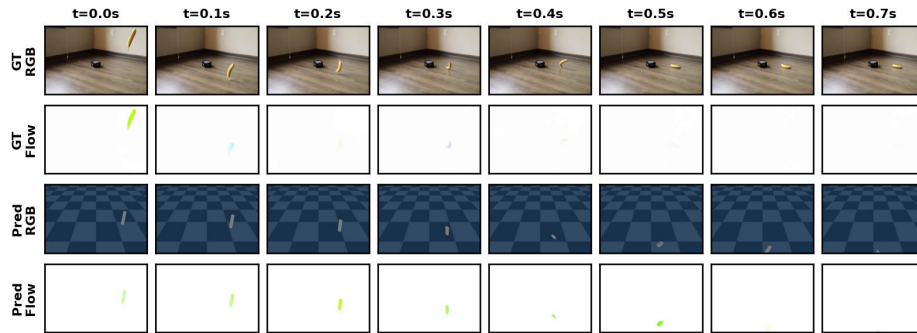 t=0.0s t=0.1s t=0.2s t=0.3s t=0.4s t=0.5s t=0.6s t=0.7s
GT RGB
GT Flow
Pred RGB
Pred Flow